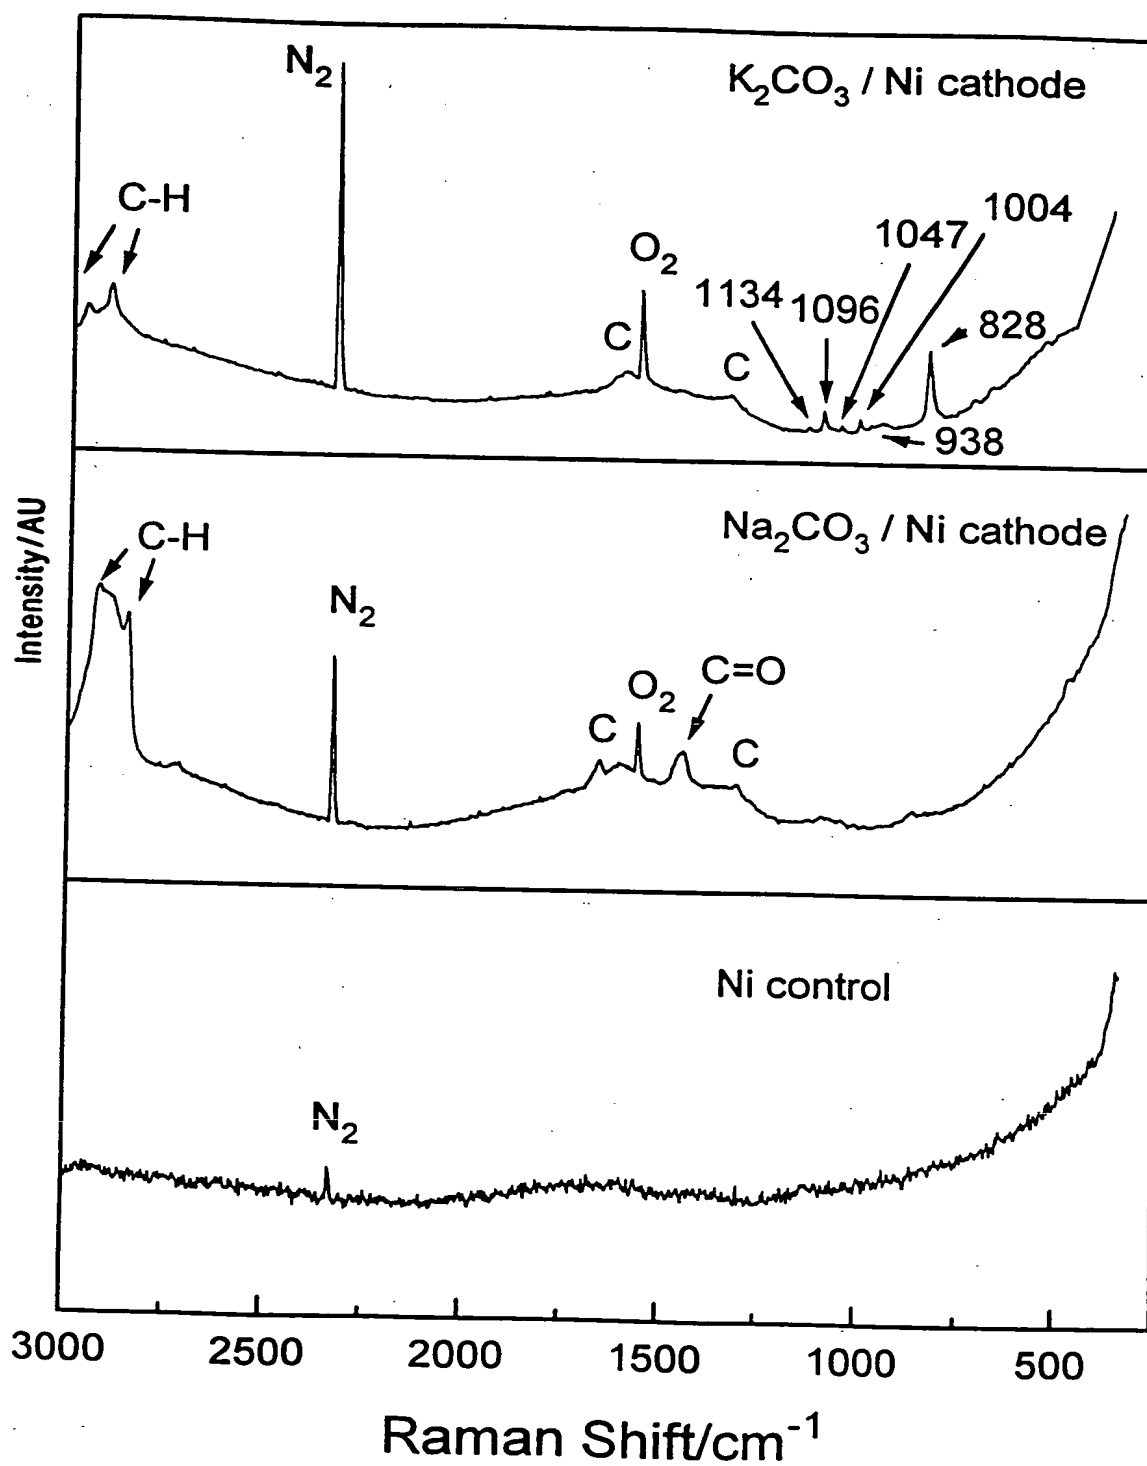 N₂
K₂CO₃ / Ni cathode
C-H
1004
1047
O₂
1134
1096
828
C
C
938
Intensity/AU
Na₂CO₃ / Ni cathode
C-H
N₂
C=O
O₂
C
C
Ni control
N₂
3000 2500 2000 1500 1000 500
Raman Shift/cm⁻¹